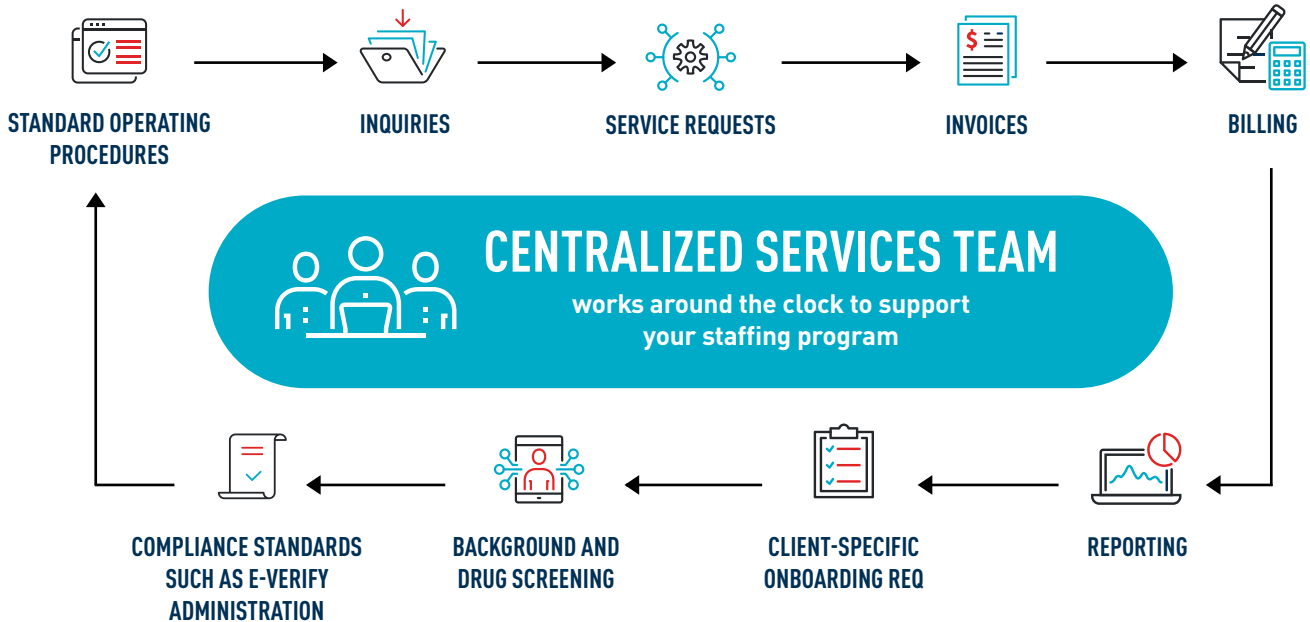 STANDARD OPERATING
PROCEDURES
INQUIRIES
SERVICE REQUESTS
$
INVOICES
BILLING
CENTRALIZED SERVICES TEAM
works around the clock to support
your staffing program
COMPLIANCE STANDARDS
SUCH AS E-VERIFY
ADMINISTRATION
BACKGROUND AND
DRUG SCREENING
CLIENT-SPECIFIC
ONBOARDING REQ
REPORTING